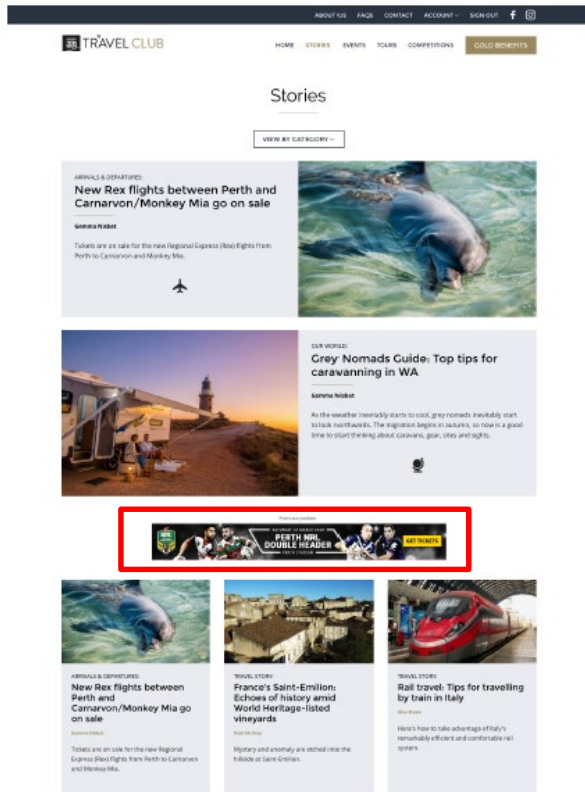 ABOUT US FAQS CONTACT ACCOUNT SIGN OUT
TRAVEL CLUB
HOME STORIES EVENTS TOURS COMPETITIONS GOLD BENEFITS
Stories
VIEW BY CATEGORY
ARRIVALS & DEPARTURES:
New Rex flights between Perth and
Carnarvon/Monkey Mia go on sale
Gemma Nisbet
Tickets are on sale for the new Regional Express (Rex) flights from
Perth to Carnarvon and Monkey Mia.
OUR WORLD:
Grey Nomads Guide: Top tips for
caravanning in WA
Gemma Nisbet
As the weather inevitably starts to cool, grey nomads inevitably start
to look northwards. The migration begins in autumn, so now is a good
time to start thinking about caravans, gear, sites and sights.
PERTH NRL
DOUBLE HEADER
PERTH STADIUM
GET TICKETS
ARRIVALS & DEPARTURES:
New Rex flights between
Perth and
Carnarvon/Monkey Mia go
on sale
Gemma Nisbet
Tickets are on sale for the new Regional
Express (Rex) flights from Perth to Carnarvon
and Monkey Mia.
TRAVEL STORY:
France's Saint-Emilion:
Echoes of history amid
World Heritage-listed
vineyards
Mystery and anomaly are etched into the
hillside at Saint-Emilion.
TRAVEL STORY:
Rail travel: Tips for travelling
by train in Italy
Here's how to take advantage of Italy's
remarkably efficient and comfortable rail
system.